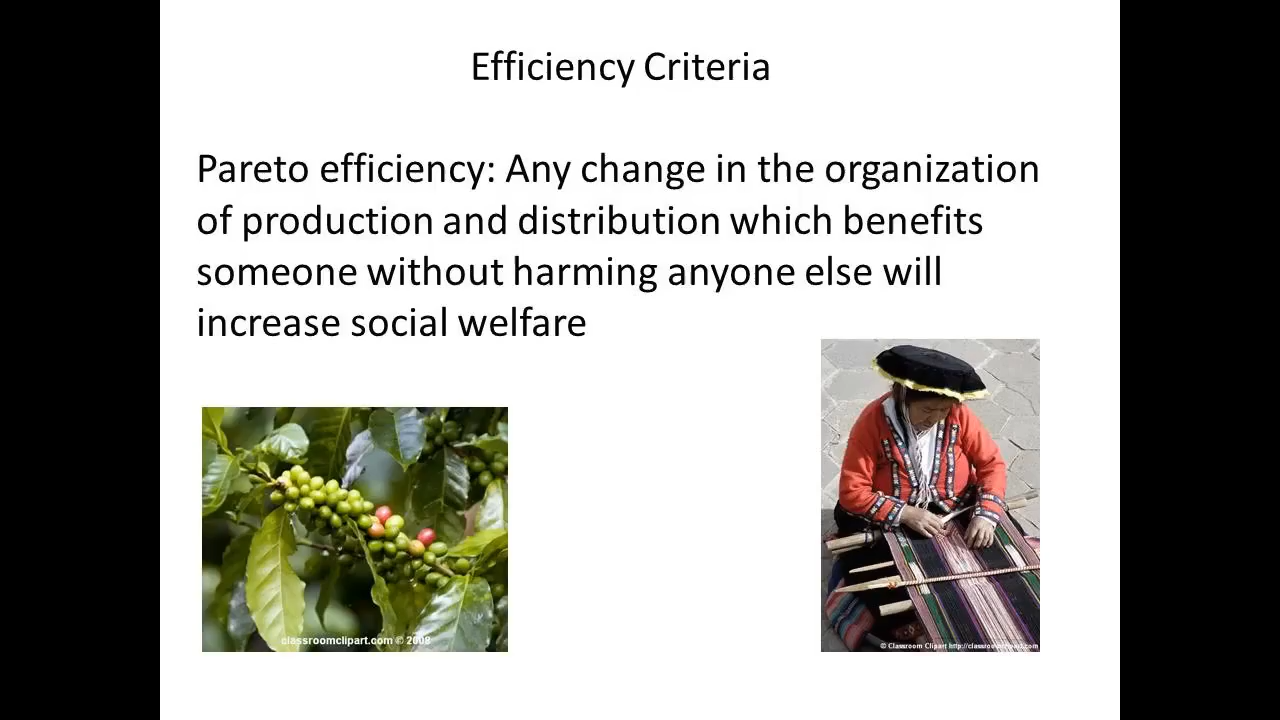 Efficiency Criteria
Pareto efficiency: Any change in the organization
of production and distribution which benefits
someone without harming anyone else will
increase social welfare
classroomclipart.com © 2008
© Classroom Clipart http://classroomclipart.com